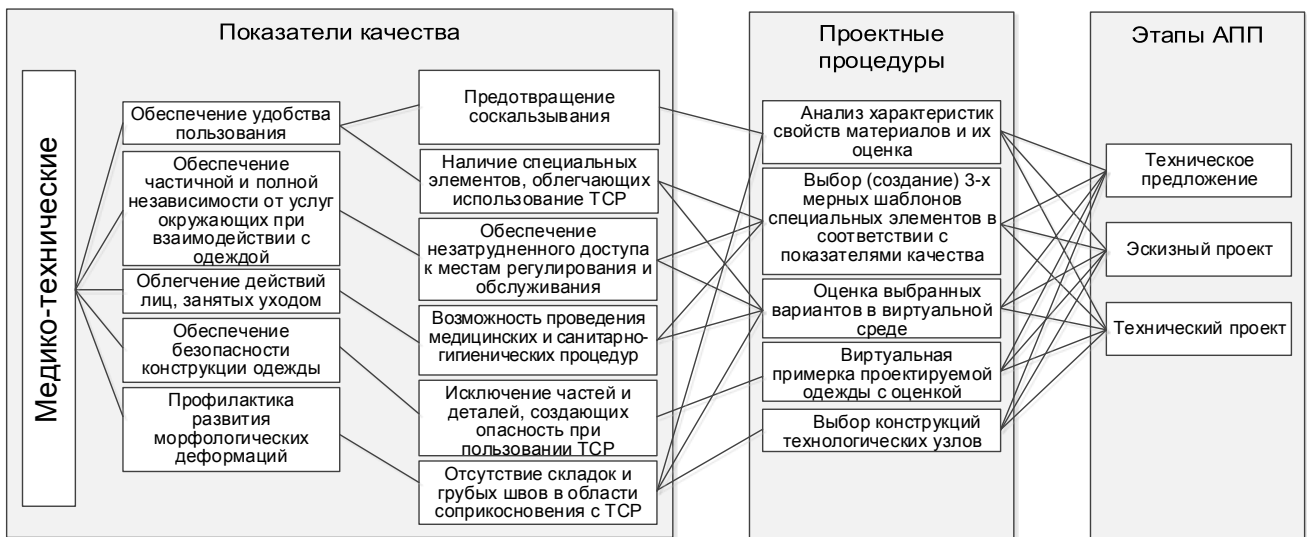 Показатели качества
Медико-технические
Обеспечение удобства
пользования
Обеспечение
частичной и полной
независимости от услуг
окружающих при
взаимодействии с
одеждой
Облегчение действий
лиц, занятых уходом
Обеспечение
безопасности
конструкции одежды
Профилактика
развития
морфологических
деформаций
Предотвращение
соскальзывания
Наличие специальных
элементов, облегчающих
использование ТСР
Обеспечение
незатрудненного доступа
к местам регулирования и
обслуживания
Возможность проведения
медицинских и санитарно-
гигиенических процедур
Исключение частей и
деталей, создающих
опасность при
пользовании ТСР
Отсутствие складок и
грубых швов в области
соприкосновения с ТСР
Проектные
процедуры
Анализ характеристик
свойств материалов и их
оценка
Выбор (создание) 3-х
мерных шаблонов
специальных элементов в
соответствии с
показателями качества
Оценка выбранных
вариантов в виртуальной
среде
Виртуальная
примерка проектируемой
одежды с оценкой
Выбор конструкций
технологических узлов
Этапы АПП
Техническое
предложение
Эскизный проект
Технический проект